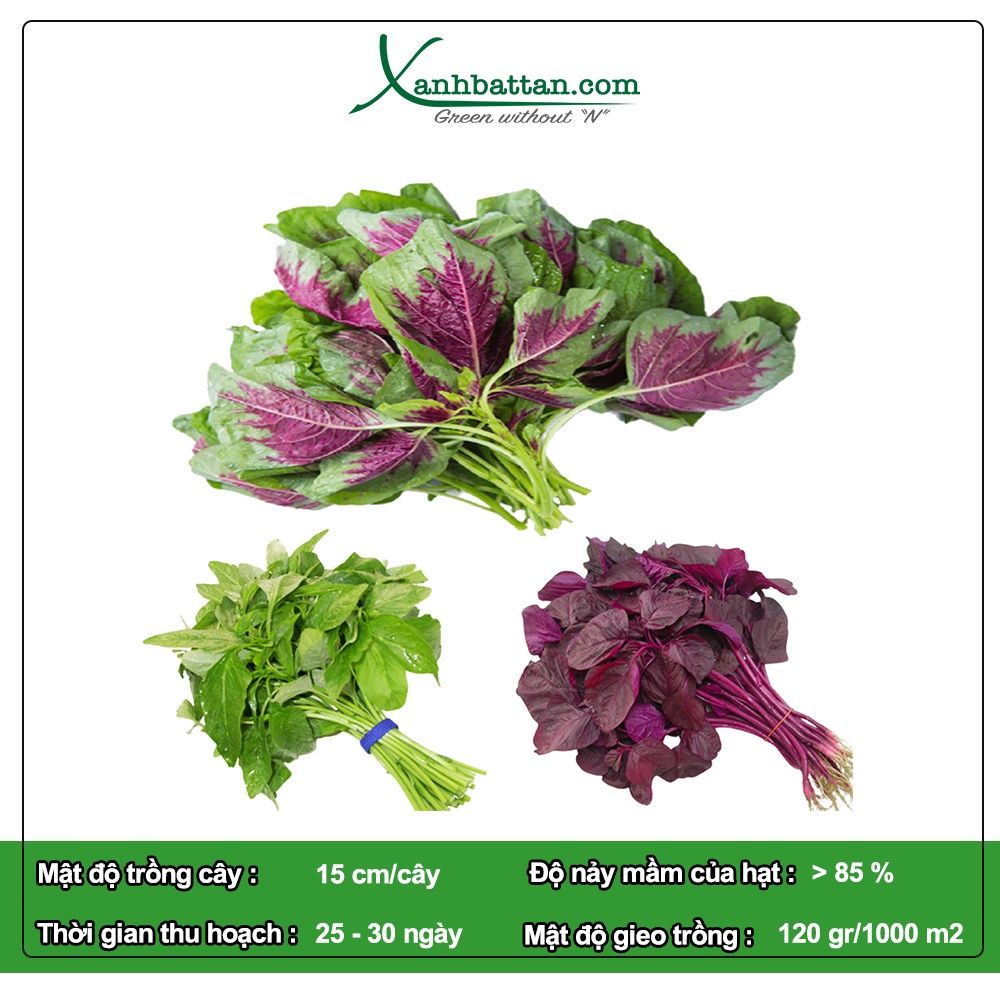 Xanhbattan.com
Green without "N"
Mật độ trồng cây : 15 cm/cây
Độ nảy mầm của hạt : > 85 %
Thời gian thu hoạch : 25 - 30 ngày
Mật độ gieo trồng : 120 gr/1000 m2